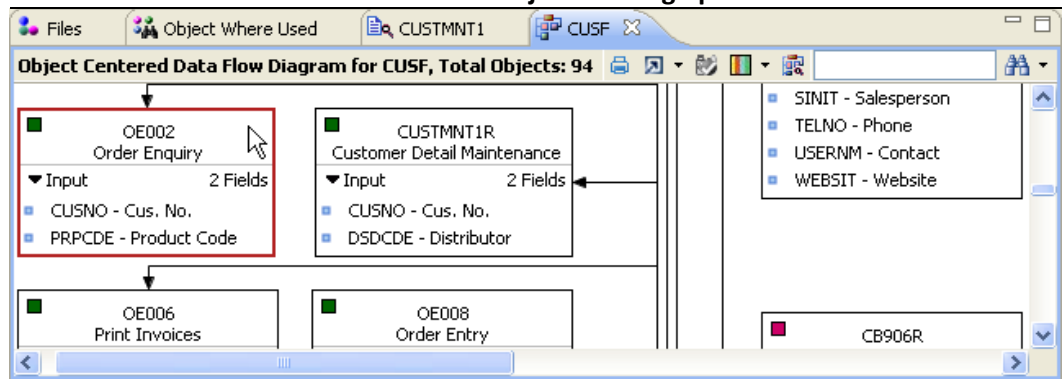 Files
Object Where Used
CUSTMNT1
CUSF
Object Centered Data Flow Diagram for CUSF, Total Objects: 94
OE002
Order Enquiry
Input 2 Fields
CUSNO - Cus. No.
PRPCDE - Product Code
CUSTMNT1R
Customer Detail Maintenance
Input 2 Fields
CUSNO - Cus. No.
DSDCDE - Distributor
SINIT - Salesperson
TELNO - Phone
USERNM - Contact
WEBSIT - Website
OE006
Print Invoices
OE008
Order Entry
CB906R